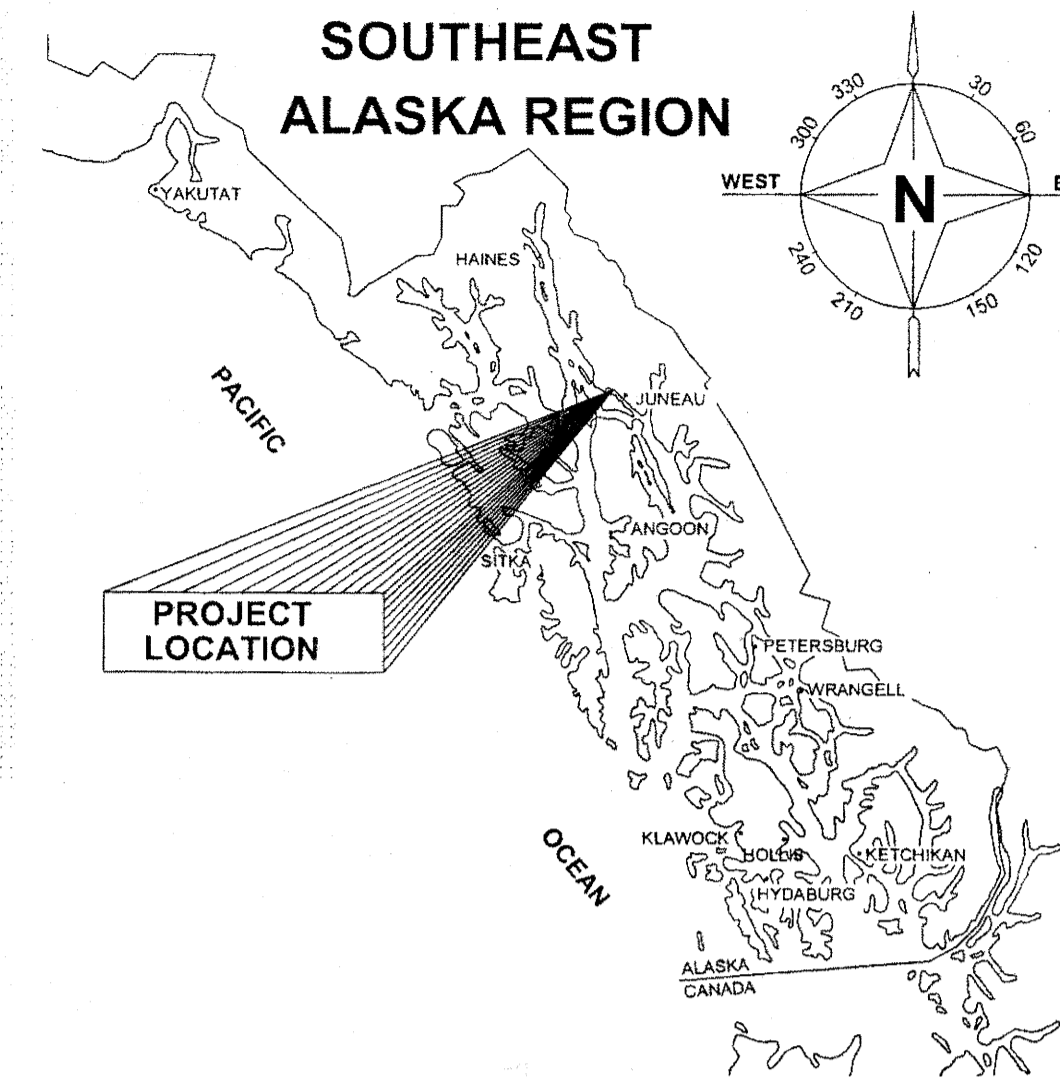 SOUTHEAST
ALASKA REGION
330
30
300
60
WEST
N
E
240
120
210
150
YAKUTAT
HAINES
PACIFIC
JUNEAU
ANGOON
SITKA
PROJECT
LOCATION
PETERSBURG
WRANGELL
OCEAN
KLAWOCK
HOLLIS
KETCHIKAN
HYDABURG
ALASKA
CANADA